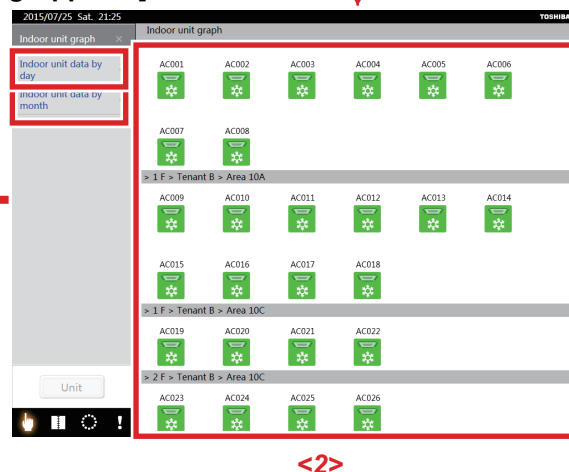 2015/07/25 Sat. 21:25
TOSHIBA
Indoor unit graph ×
Indoor unit graph
Indoor unit data by
day
Indoor unit data by
month
AC001 AC002 AC003 AC004 AC005 AC006
AC007 AC008
> 1 F > Tenant B > Area 10A
AC009 AC010 AC011 AC012 AC013 AC014
AC015 AC016 AC017 AC018
> 1 F > Tenant B > Area 10C
AC019 AC020 AC021 AC022
> 2 F > Tenant B > Area 10C
AC023 AC024 AC025 AC026
Unit
!
<2>